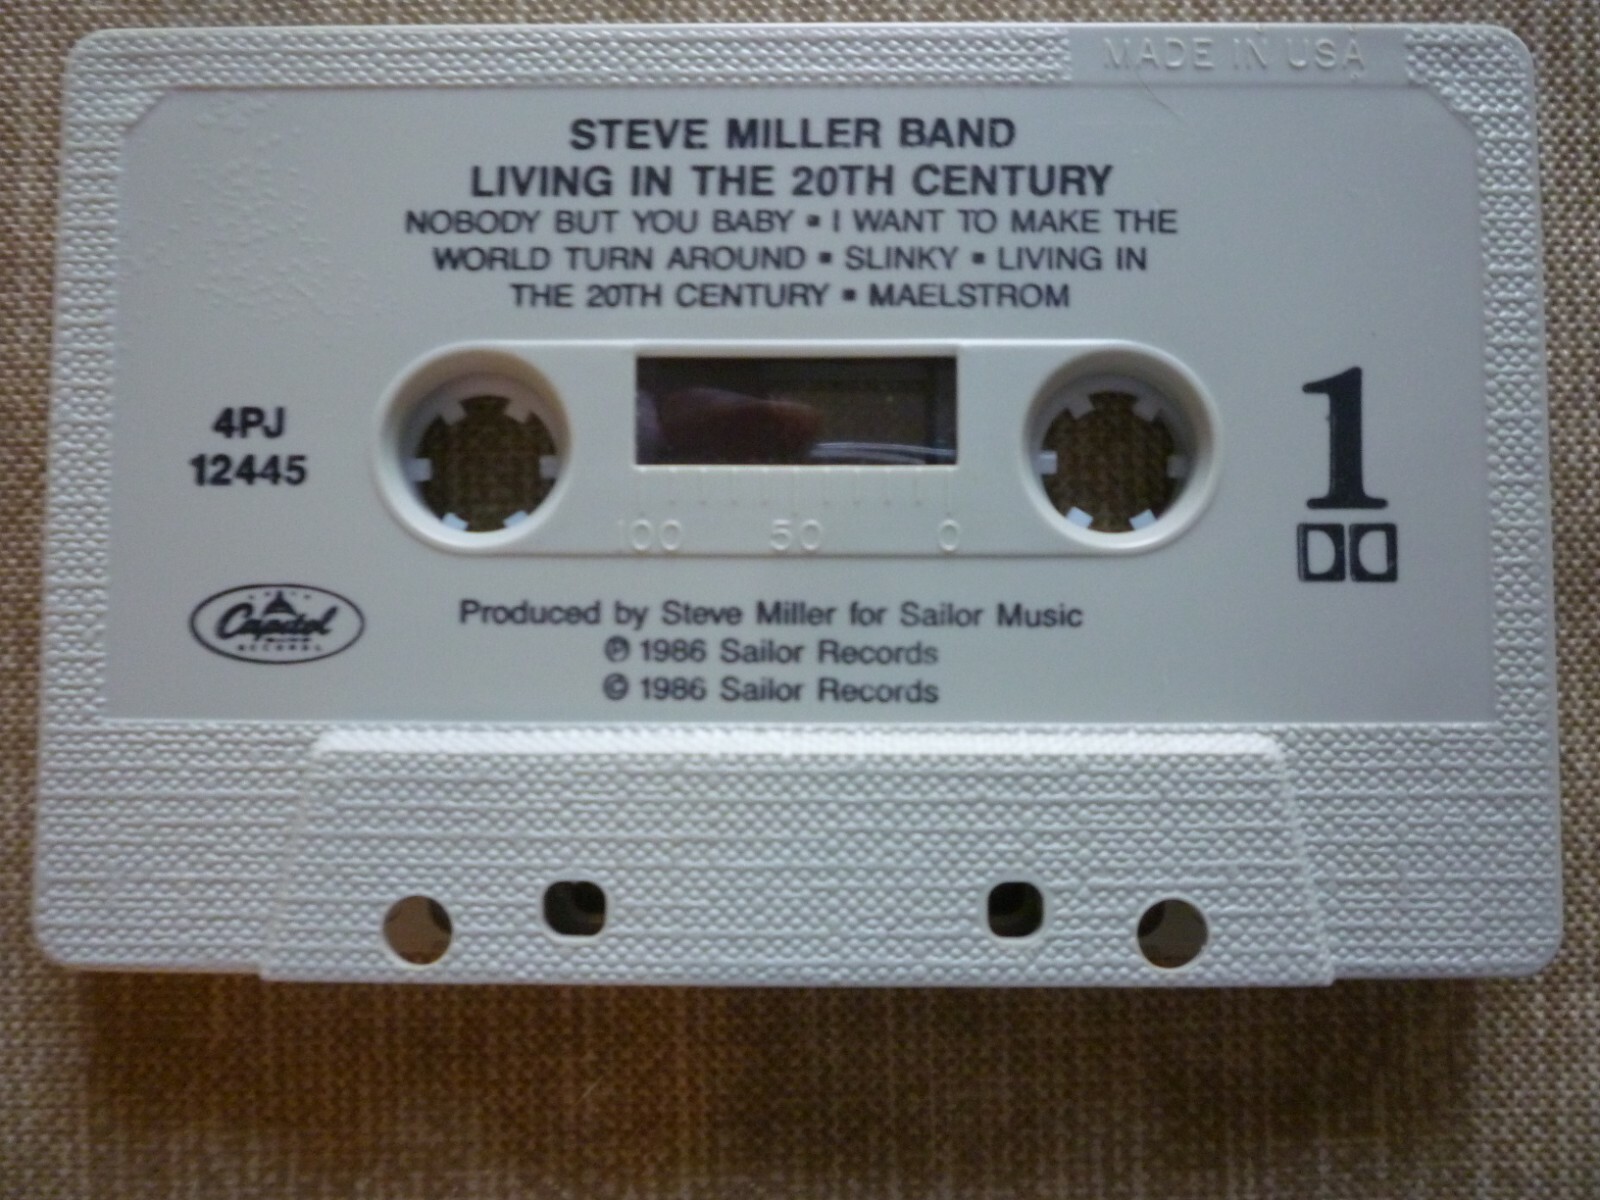 MADE IN USA
STEVE MILLER BAND
LIVING IN THE 20TH CENTURY
NOBODY BUT YOU BABY ▪ I WANT TO MAKE THE
WORLD TURN AROUND ▪ SLINKY ▪ LIVING IN
THE 20TH CENTURY ▪ MAELSTROM
4PJ
12445
1
100 50 0
Capitol
RECORDS
Produced by Steve Miller for Sailor Music
℗ 1986 Sailor Records
© 1986 Sailor Records